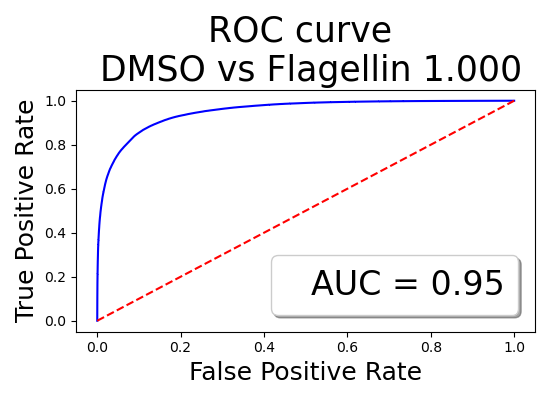 ROC curve
DMSO vs Flagellin 1.000
True Positive Rate
1.0
0.8
0.6
0.4
0.2
0.0
AUC = 0.95
0.0 0.2 0.4 0.6 0.8 1.0
False Positive Rate